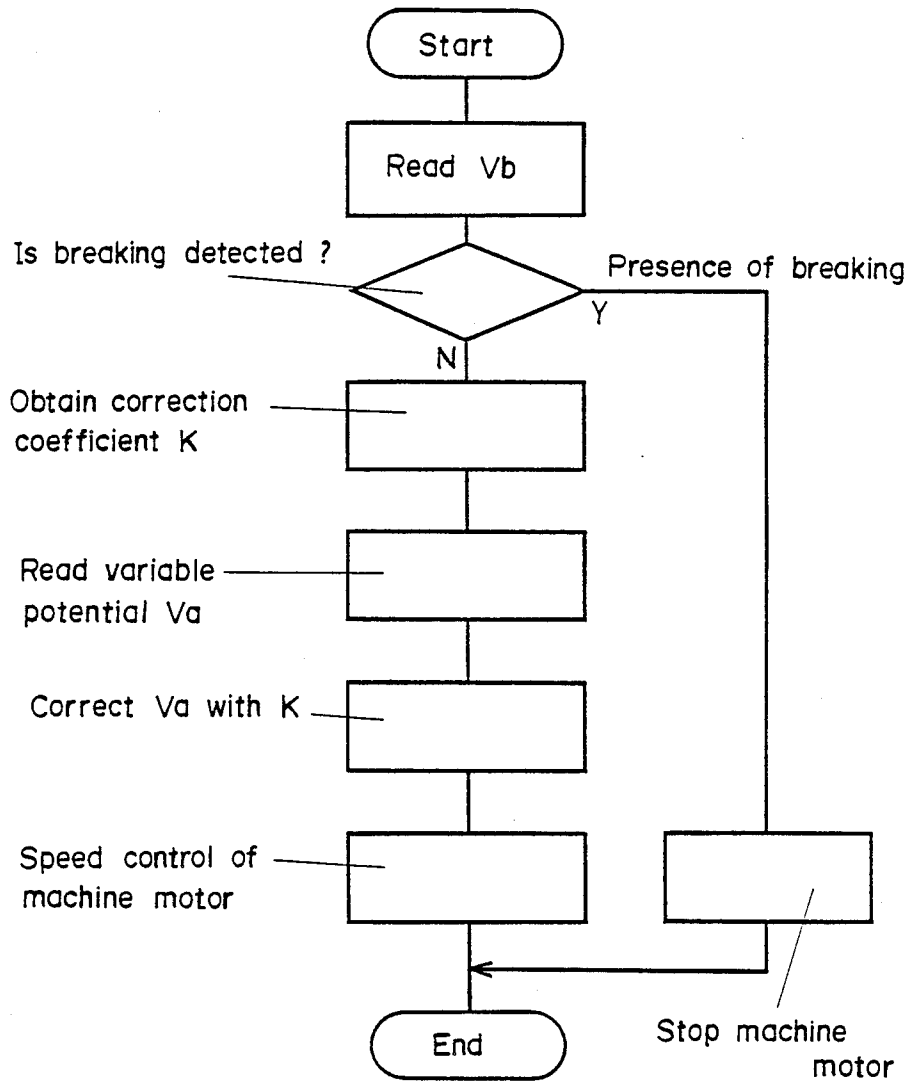 Start
Read Vb
Is breaking detected ?
Presence of breaking
Y
N
Obtain correction
coefficient K
Read variable
potential Va
Correct Va with K
Speed control of
machine motor
Stop machine
motor
End